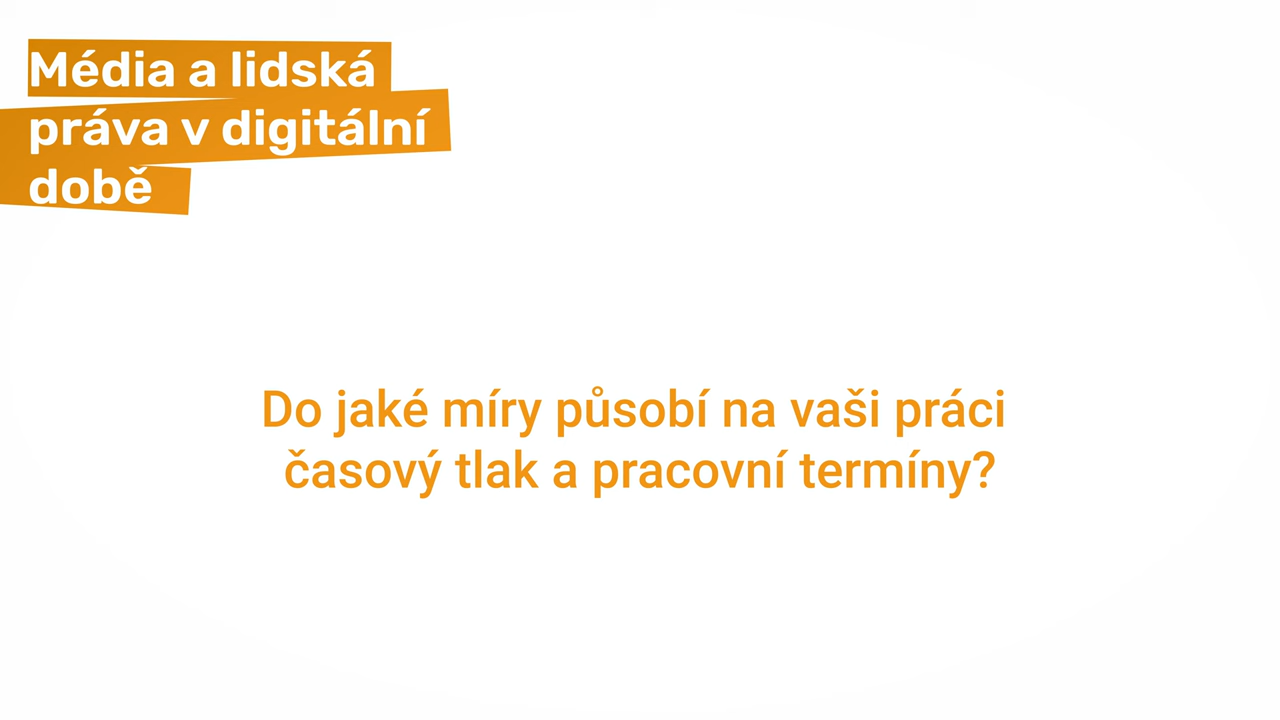 Média a lidská
práva v digitální
době
Do jaké míry působí na vaši práci
časový tlak a pracovní termíny?